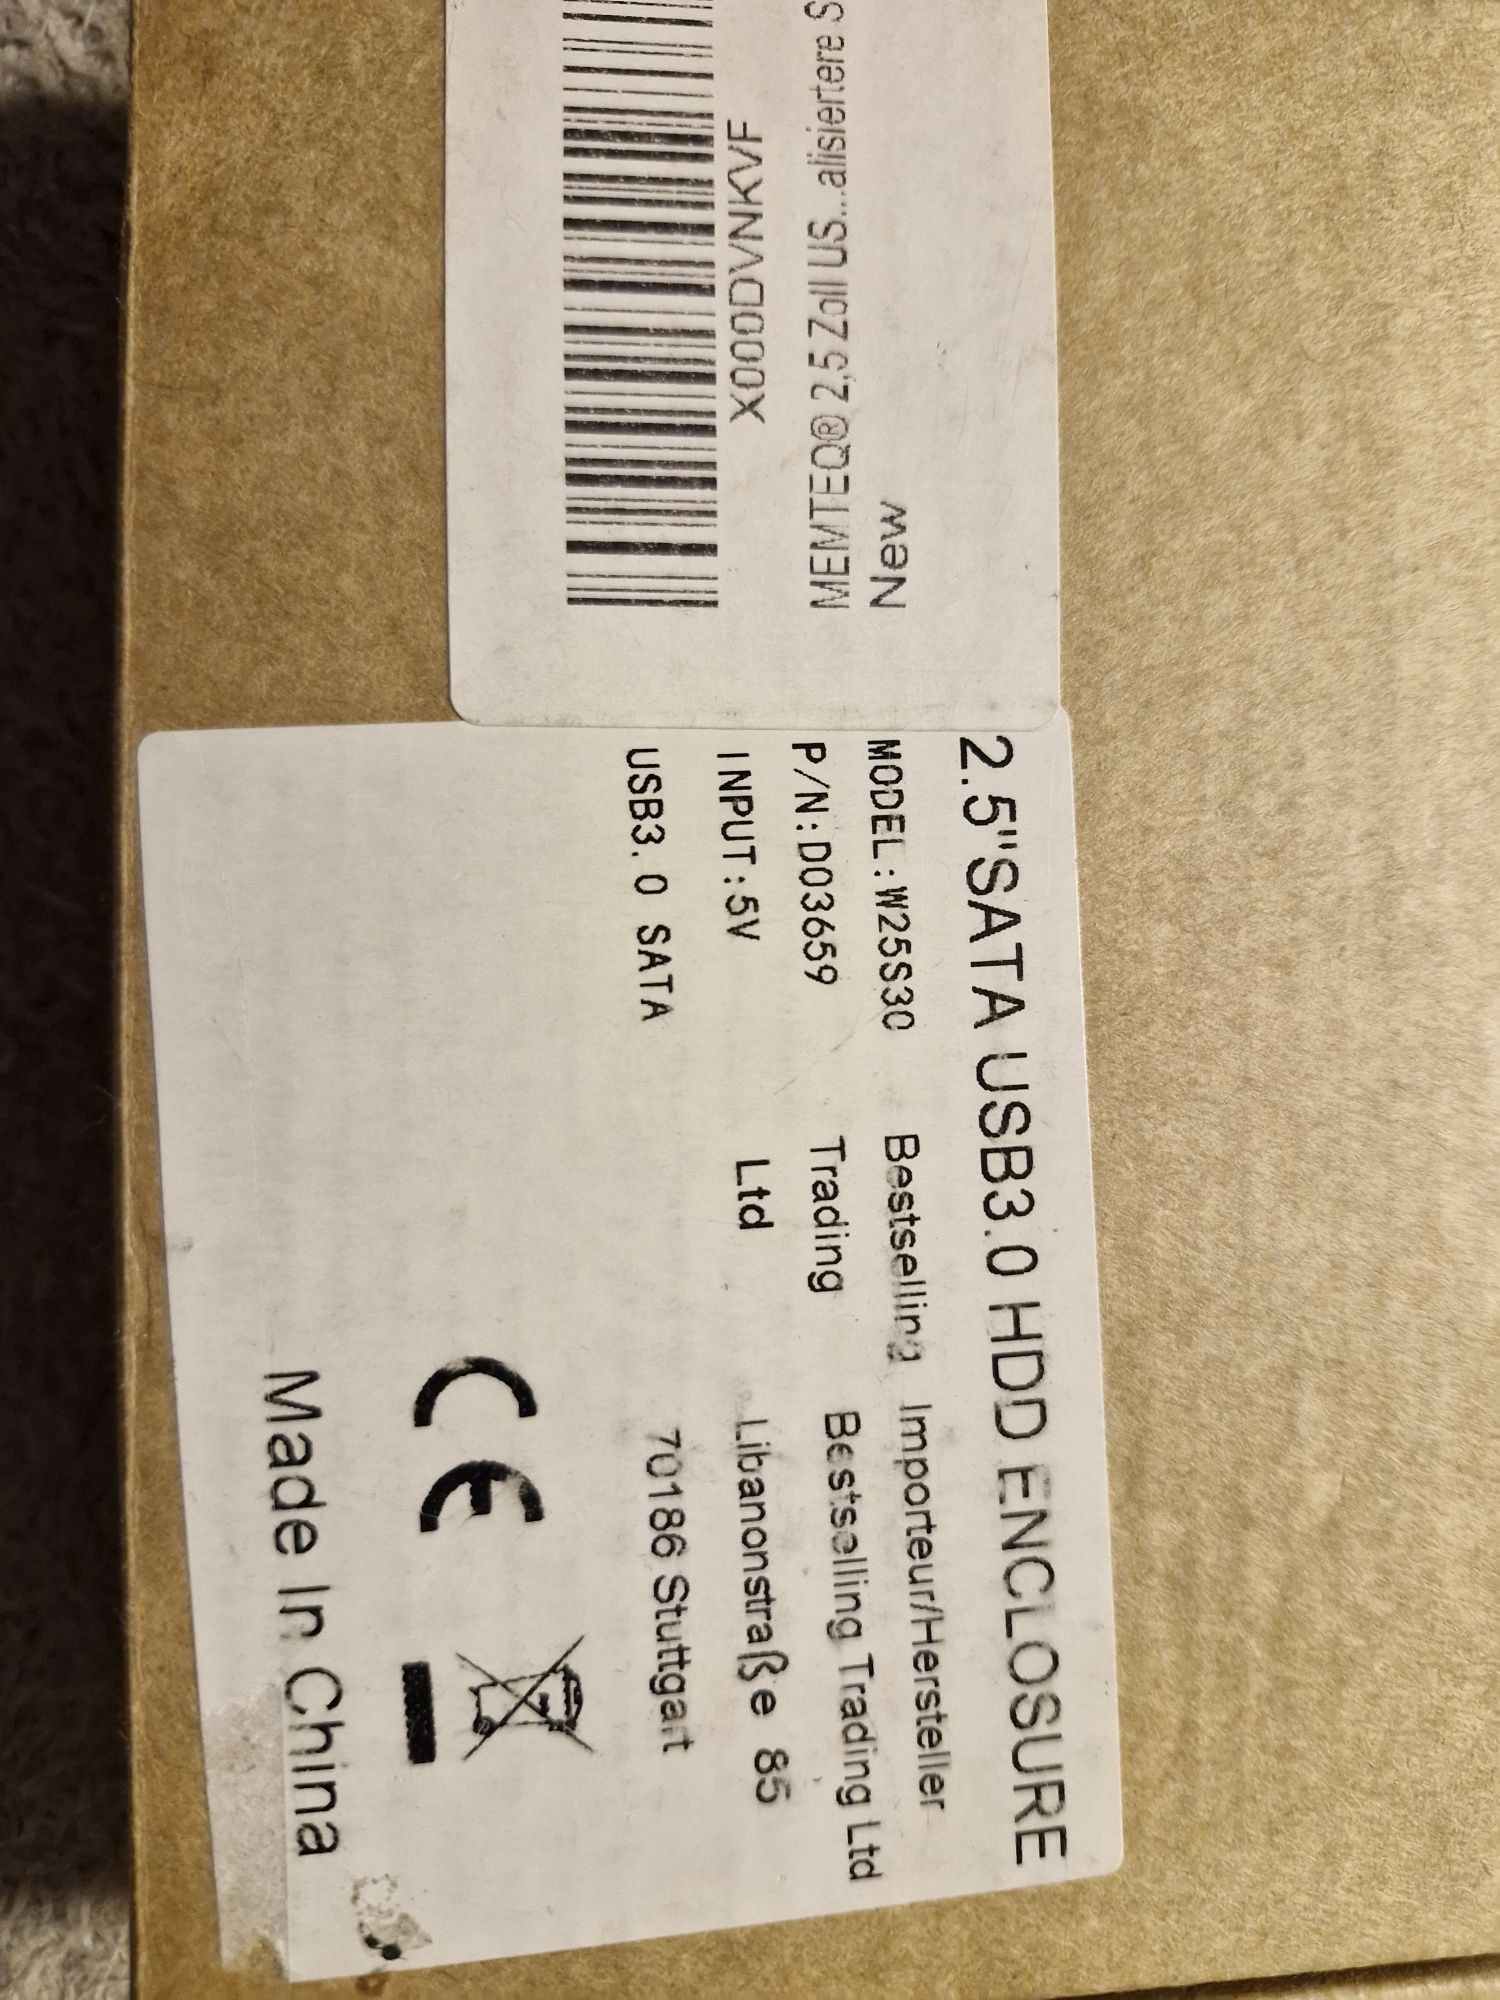 X000DVNKVF
MEMTEQ® 2,5 Zoll US...alisiertere S
New
2.5"SATA USB3.0 HDD ENCLOSURE
MODEL:W25S30 Bestselling Importeur/Hersteller
P/N:D03659 Trading Bestselling Trading Ltd
INPUT:5V Ltd Libanonstraße 85
USB3.0 SATA 70186 Stuttgart
CE
Made In China